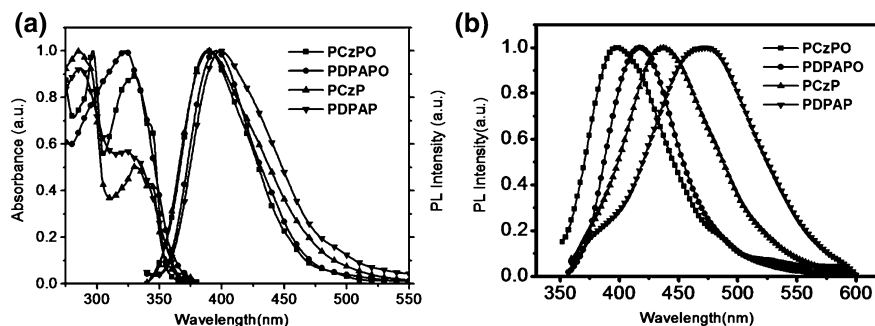 (a)
PCzPO
PDPAPO
PCzP
PDPAP
Absorbance (a.u.)
1.0
0.8
0.6
0.4
0.2
0.0
300
350
400
450
500
550
Wavelength(nm)
PL Intensity (a.u.)
(b)
PCzPO
PDPAPO
PCzP
PDPAP
PL Intensity(a.u.)
1.0
0.8
0.6
0.4
0.2
0.0
350
400
450
500
550
600
Wavelength(nm)